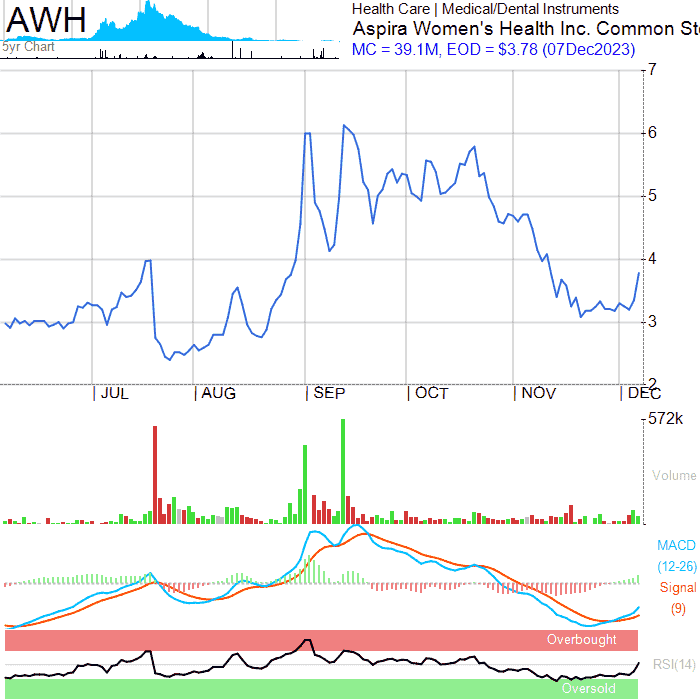 AWH
Health Care | Medical/Dental Instruments
Aspira Women's Health Inc. Common Sto
MC = 39.1M, EOD = $3.78 (07Dec2023)
5yr Chart
7
6
5
4
3
2
JUL AUG SEP OCT NOV DEC
572k
Volume
MACD
(12-26)
Signal
(9)
Overbought
RSI(14)
Oversold